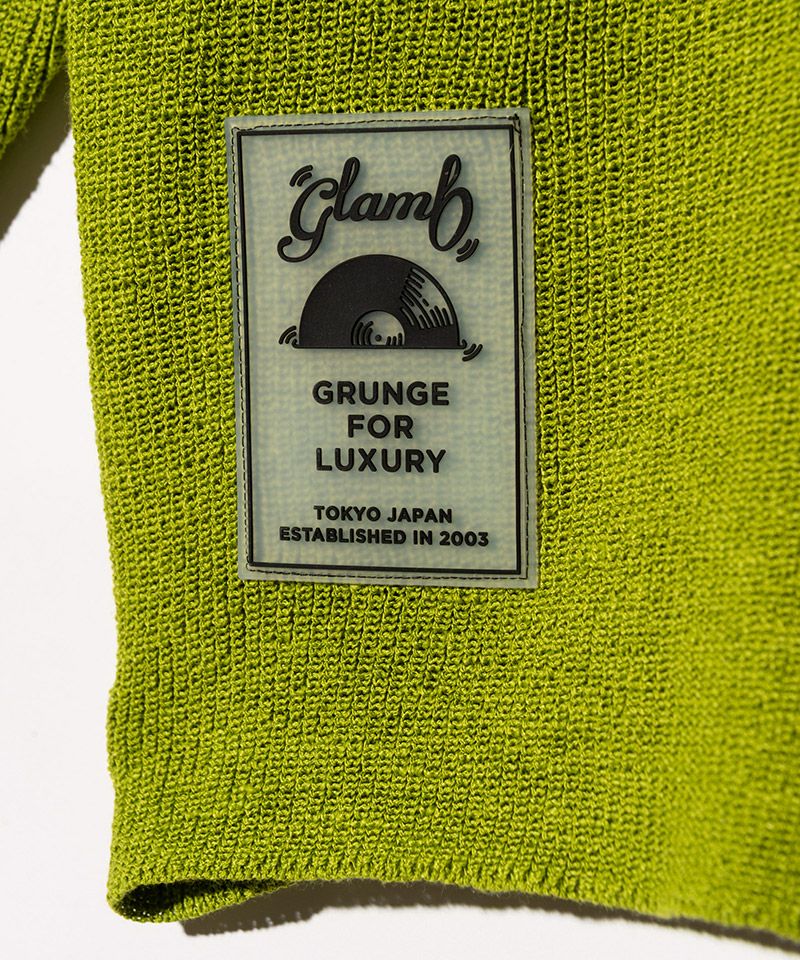 glamb
GRUNGE
FOR
LUXURY
TOKYO JAPAN
ESTABLISHED IN 2003